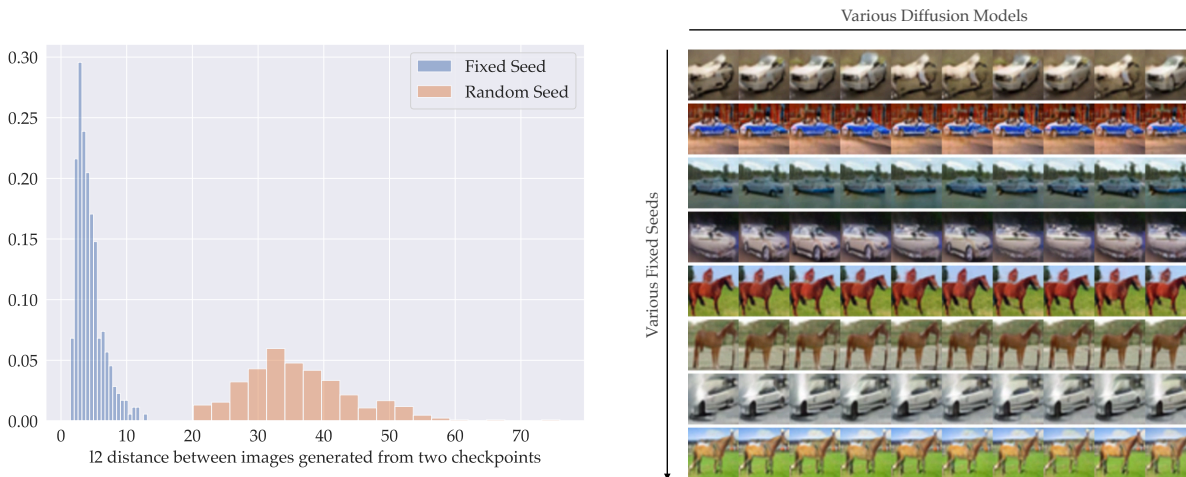 0.30
0.25
0.20
0.15
0.10
0.05
0.00
0 10 20 30 40 50 60 70
l2 distance between images generated from two checkpoints
Fixed Seed
Random Seed
Various Diffusion Models
Various Fixed Seeds